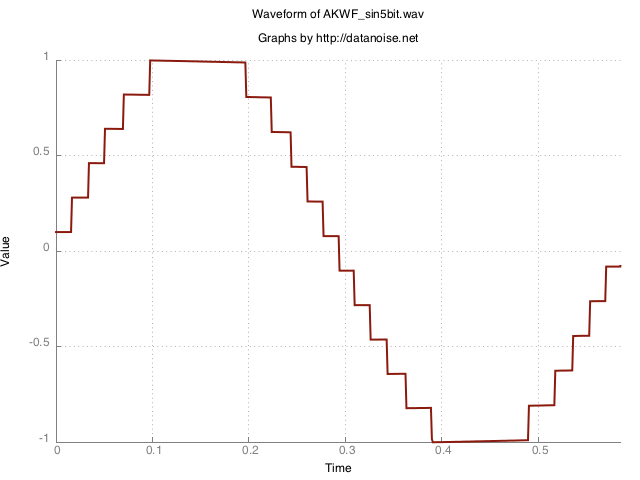 Waveform of AKWF_sin5bit.wav
Graphs by http://datanoise.net
1
0.5
0
-0.5
-1
Value
0 0.1 0.2 0.3 0.4 0.5
Time